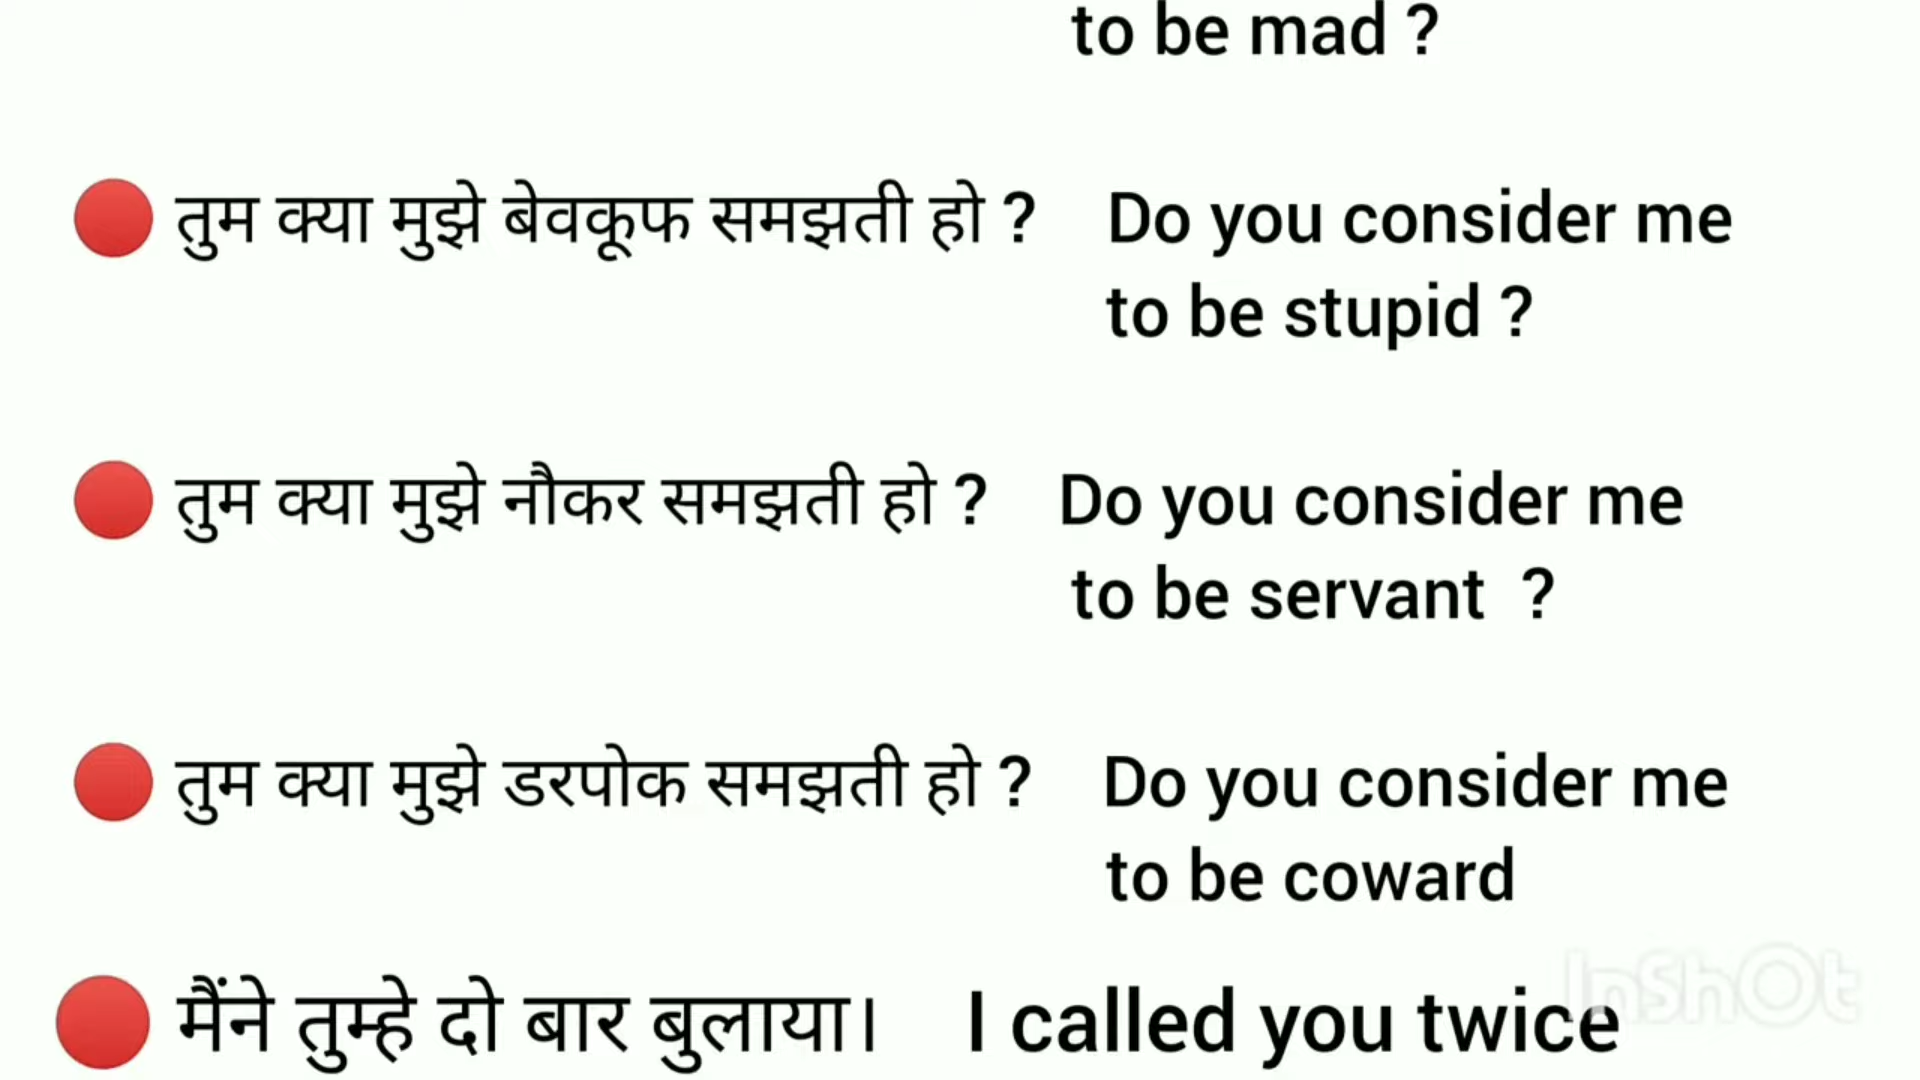 to be mad ?
तुम क्या मुझे बेवकूफ समझती हो ? Do you consider me
to be stupid ?
तुम क्या मुझे नौकर समझती हो ? Do you consider me
to be servant ?
तुम क्या मुझे डरपोक समझती हो ? Do you consider me
to be coward
मैंने तुम्हे दो बार बुलाया। I called you twice
InShOt